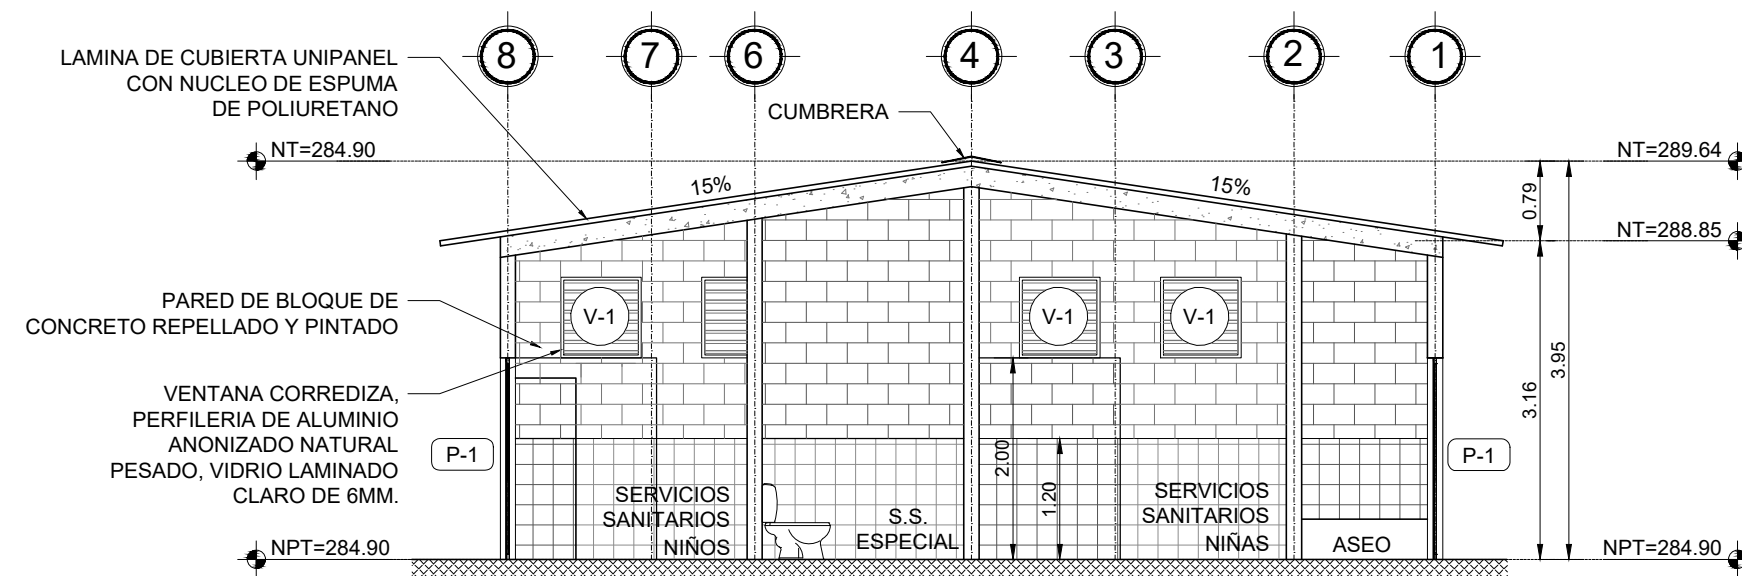 8 7 6 4 3 2 1
LAMINA DE CUBIERTA UNIPANEL
CON NUCLEO DE ESPUMA
DE POLIURETANO
CUMBRERA
NT=284.90
NT=289.64
15%
15%
0.79
NT=288.85
PARED DE BLOQUE DE
CONCRETO REPELLADO Y PINTADO
V-1
V-1
V-1
3.95
3.16
VENTANA CORREDIZA,
PERFILERIA DE ALUMINIO
ANONIZADO NATURAL
PESADO, VIDRIO LAMINADO
CLARO DE 6MM.
P-1
P-1
2.00
1.20
SERVICIOS
SANITARIOS
NIÑOS
S.S.
ESPECIAL
SERVICIOS
SANITARIOS
NIÑAS
ASEO
NPT=284.90
NPT=284.90